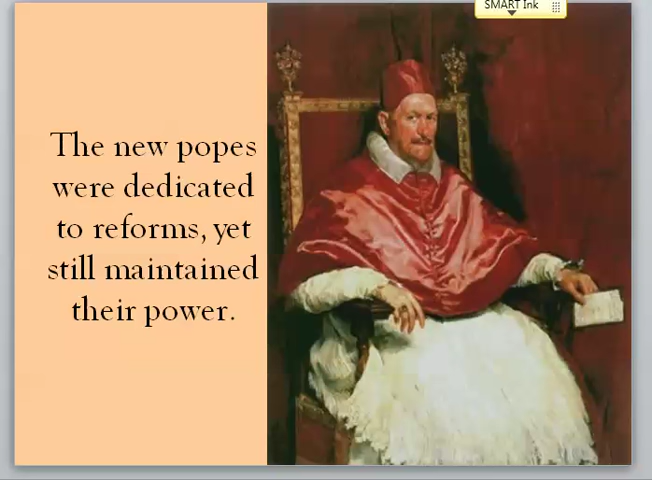 SMART Ink
The new popes
were dedicated
to reforms, yet
still maintained
their power.